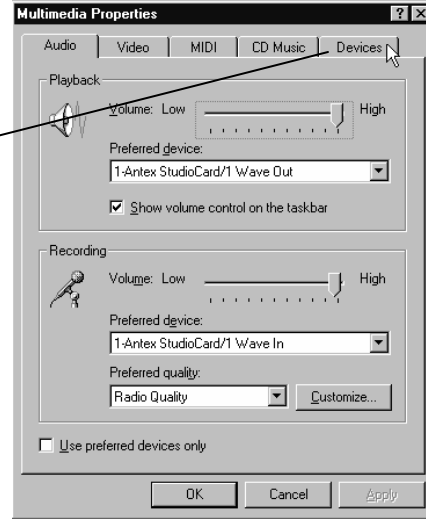 Multimedia Properties
Audio Video MIDI CD Music Devices
Playback
Volume: Low High
Preferred device:
1-Antex StudioCard/1 Wave Out
Show volume control on the taskbar
Recording
Volume: Low High
Preferred device:
1-Antex StudioCard/1 Wave In
Preferred quality:
Radio Quality Customize...
Use preferred devices only
OK Cancel Apply